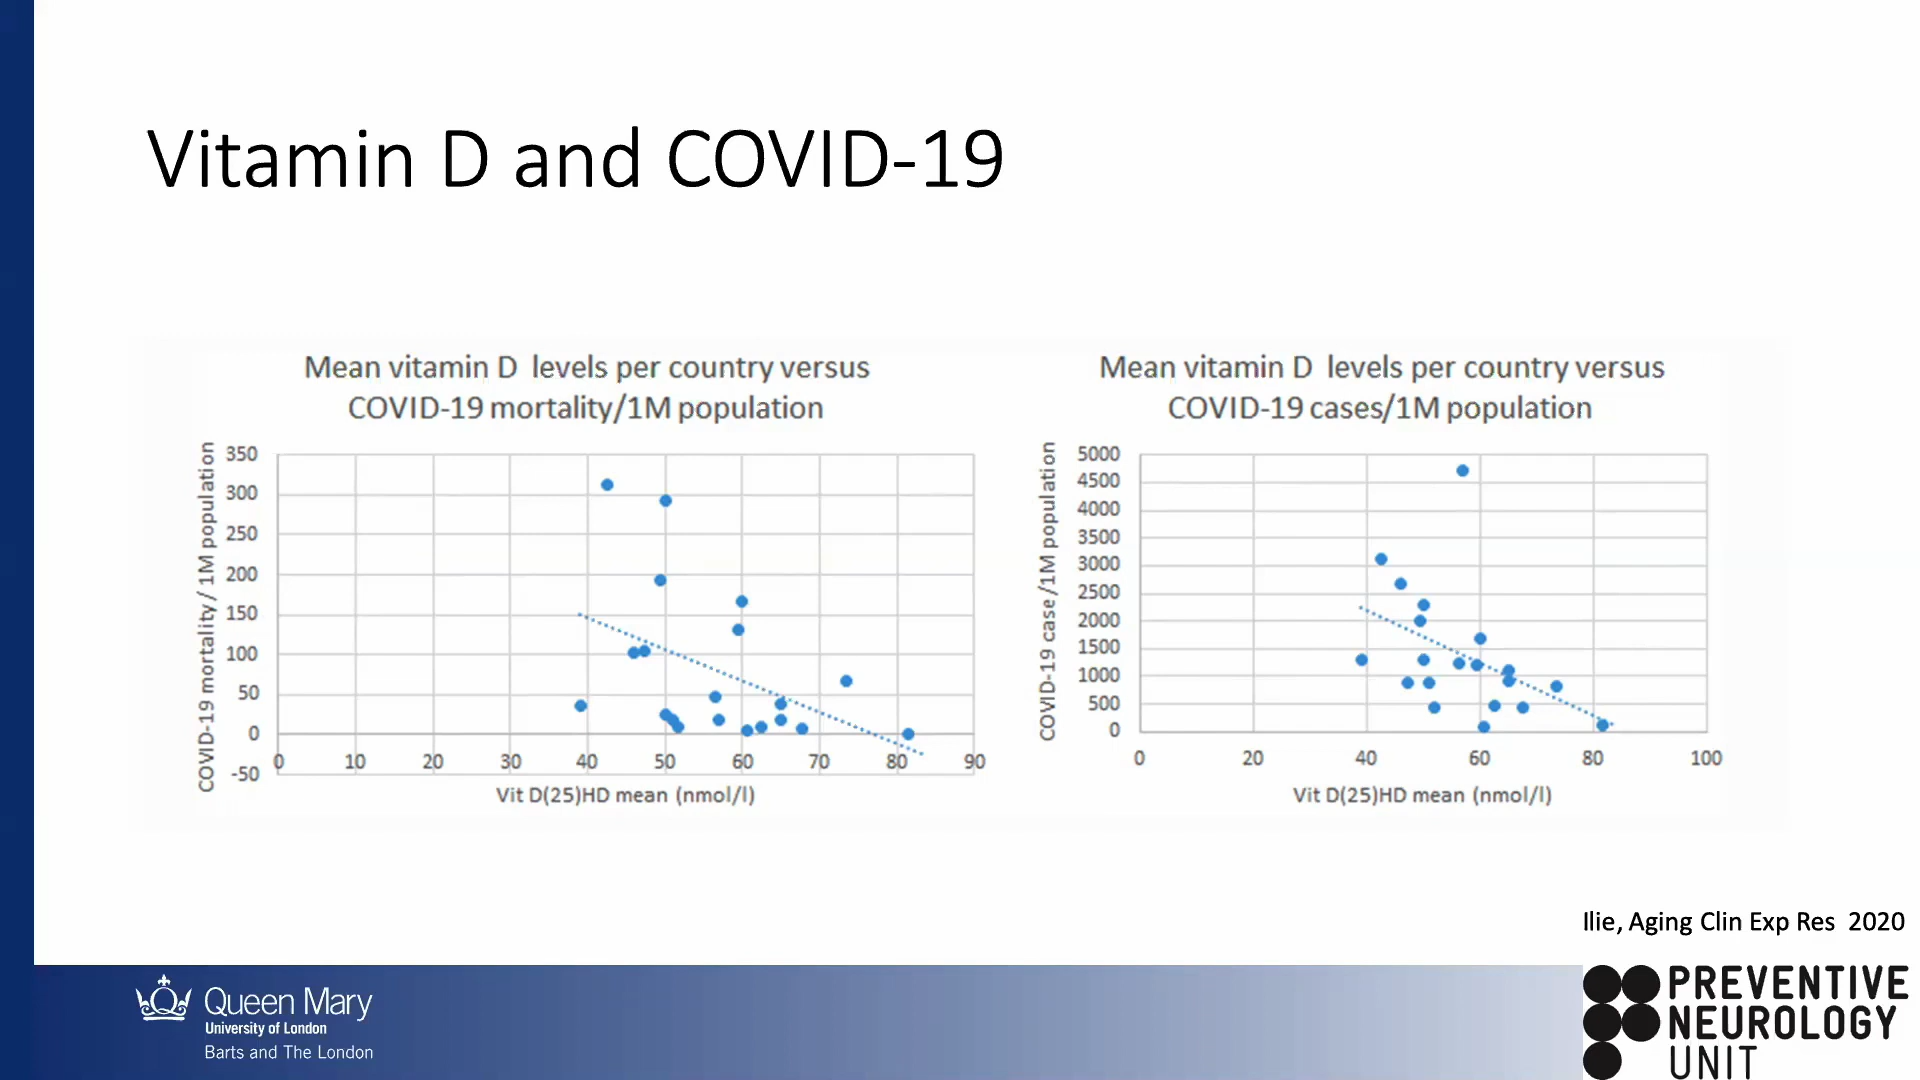 Vitamin D and COVID-19
Mean vitamin D levels per country versus
COVID-19 mortality/1M population
COVID-19 mortality / 1M population
350
300
250
200
150
100
50
0
-50
0 10 20 30 40 50 60 70 80 90
Vit D(25)HD mean (nmol/l)
Mean vitamin D levels per country versus
COVID-19 cases/1M population
COVID-19 case/1M population
5000
4500
4000
3500
3000
2500
2000
1500
1000
500
0
0 20 40 60 80 100
Vit D(25)HD mean (nmol/l)
Ilie, Aging Clin Exp Res 2020
Queen Mary
University of London
Barts and The London
PREVENTIVE
NEUROLOGY
UNIT